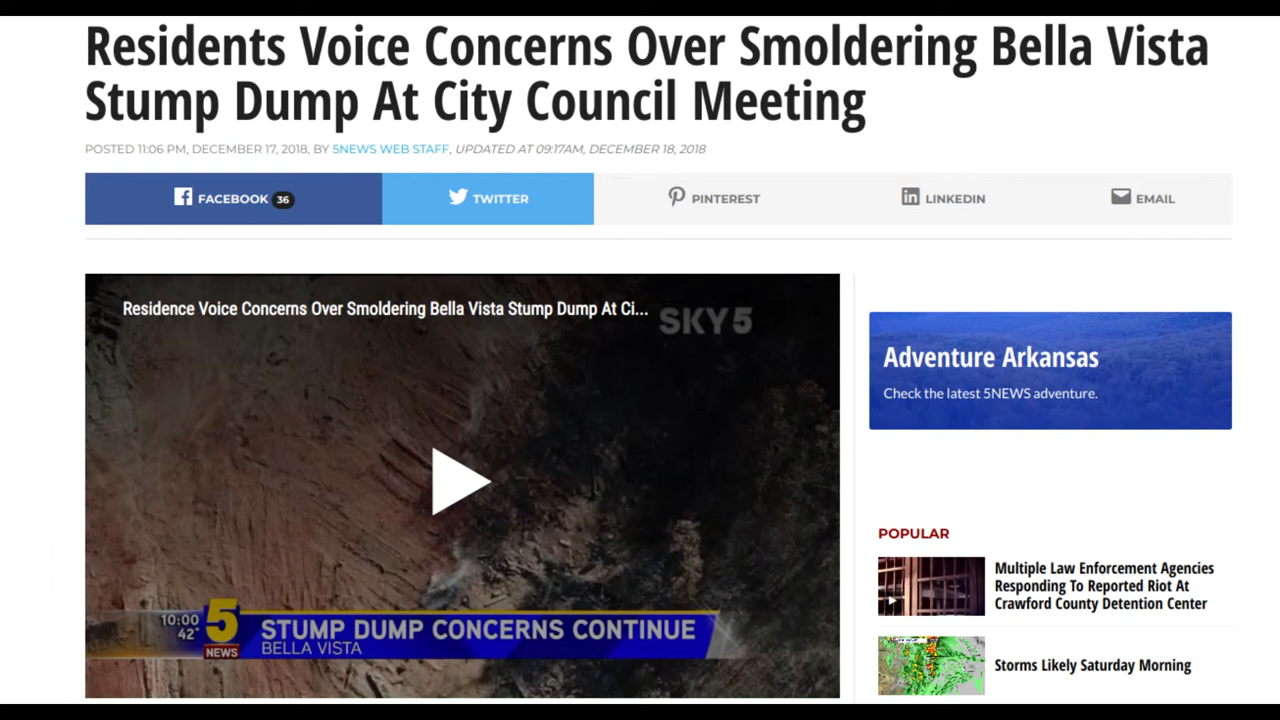 Residents Voice Concerns Over Smoldering Bella Vista
Stump Dump At City Council Meeting
POSTED 11:06 PM, DECEMBER 17, 2018, BY 5NEWS WEB STAFF, UPDATED AT 09:17AM, DECEMBER 18, 2018
FACEBOOK 36
TWITTER
PINTEREST
LINKEDIN
EMAIL
Residence Voice Concerns Over Smoldering Bella Vista Stump Dump At Ci...
SKY 5
10:00
42°
5
NEWS
STUMP DUMP CONCERNS CONTINUE
BELLA VISTA
Adventure Arkansas
Check the latest 5NEWS adventure.
POPULAR
Multiple Law Enforcement Agencies
Responding To Reported Riot At
Crawford County Detention Center
Storms Likely Saturday Morning